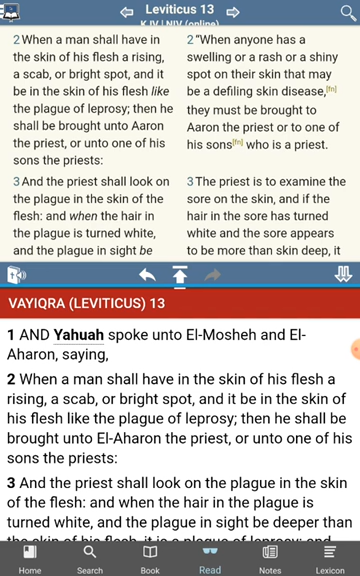 Leviticus 13
KJV | NIV (online)
2 When a man shall have in
the skin of his flesh a rising,
a scab, or bright spot, and it
be in the skin of his flesh like
the plague of leprosy; then he
shall be brought unto Aaron
the priest, or unto one of his
sons the priests:
3 And the priest shall look on
the plague in the skin of the
flesh: and when the hair in
the plague is turned white,
and the plague in sight be
2 “When anyone has a
swelling or a rash or a shiny
spot on their skin that may
be a defiling skin disease,[fn]
they must be brought to
Aaron the priest or to one of
his sons[fn] who is a priest.
3 The priest is to examine the
sore on the skin, and if the
hair in the sore has turned
white and the sore appears
to be more than skin deep, it
VAYIQRA (LEVITICUS) 13
1 AND Yahuah spoke unto El-Mosheh and El-
Aharon, saying,
2 When a man shall have in the skin of his flesh a
rising, a scab, or bright spot, and it be in the skin of
his flesh like the plague of leprosy; then he shall be
brought unto El-Aharon the priest, or unto one of his
sons the priests:
3 And the priest shall look on the plague in the skin
of the flesh: and when the hair in the plague is
turned white, and the plague in sight be deeper than
the skin of his flesh, it is a plague of leprosy: and
Home Search Book Read Notes Lexicon